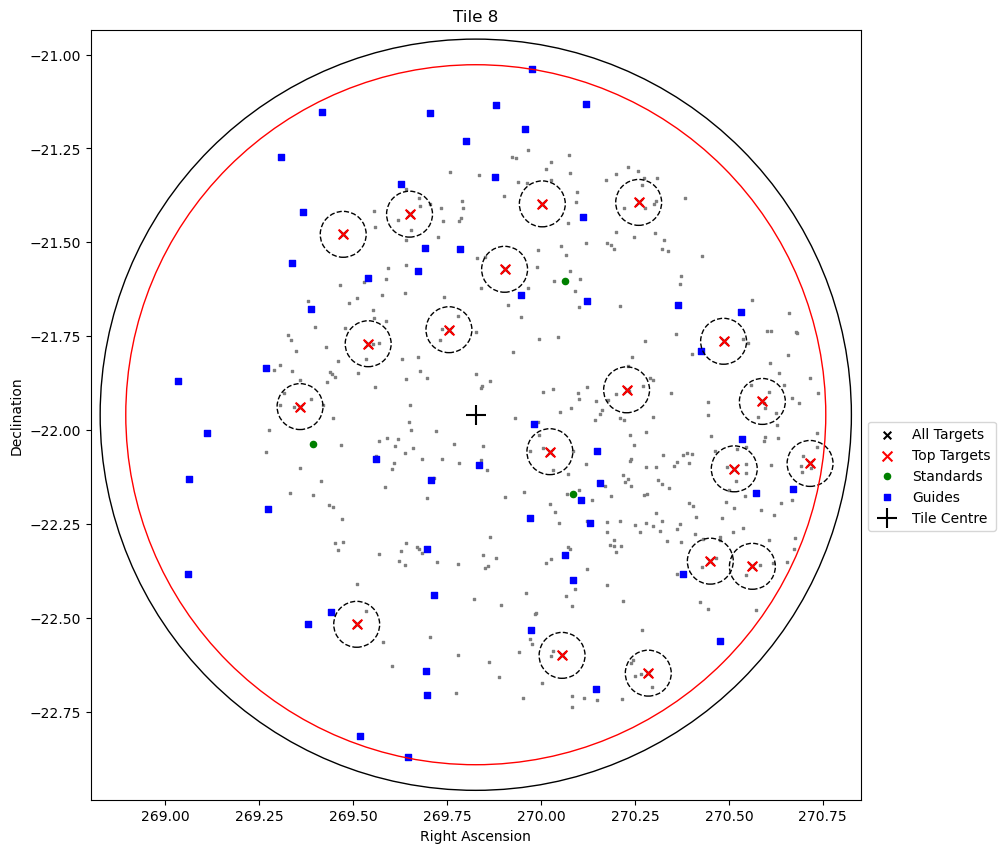 Tile 8
−21.00
−21.25
−21.50
−21.75
−22.00
−22.25
−22.50
−22.75
Declination
269.00 269.25 269.50 269.75 270.00 270.25 270.50 270.75
Right Ascension
All Targets
Top Targets
Standards
Guides
Tile Centre